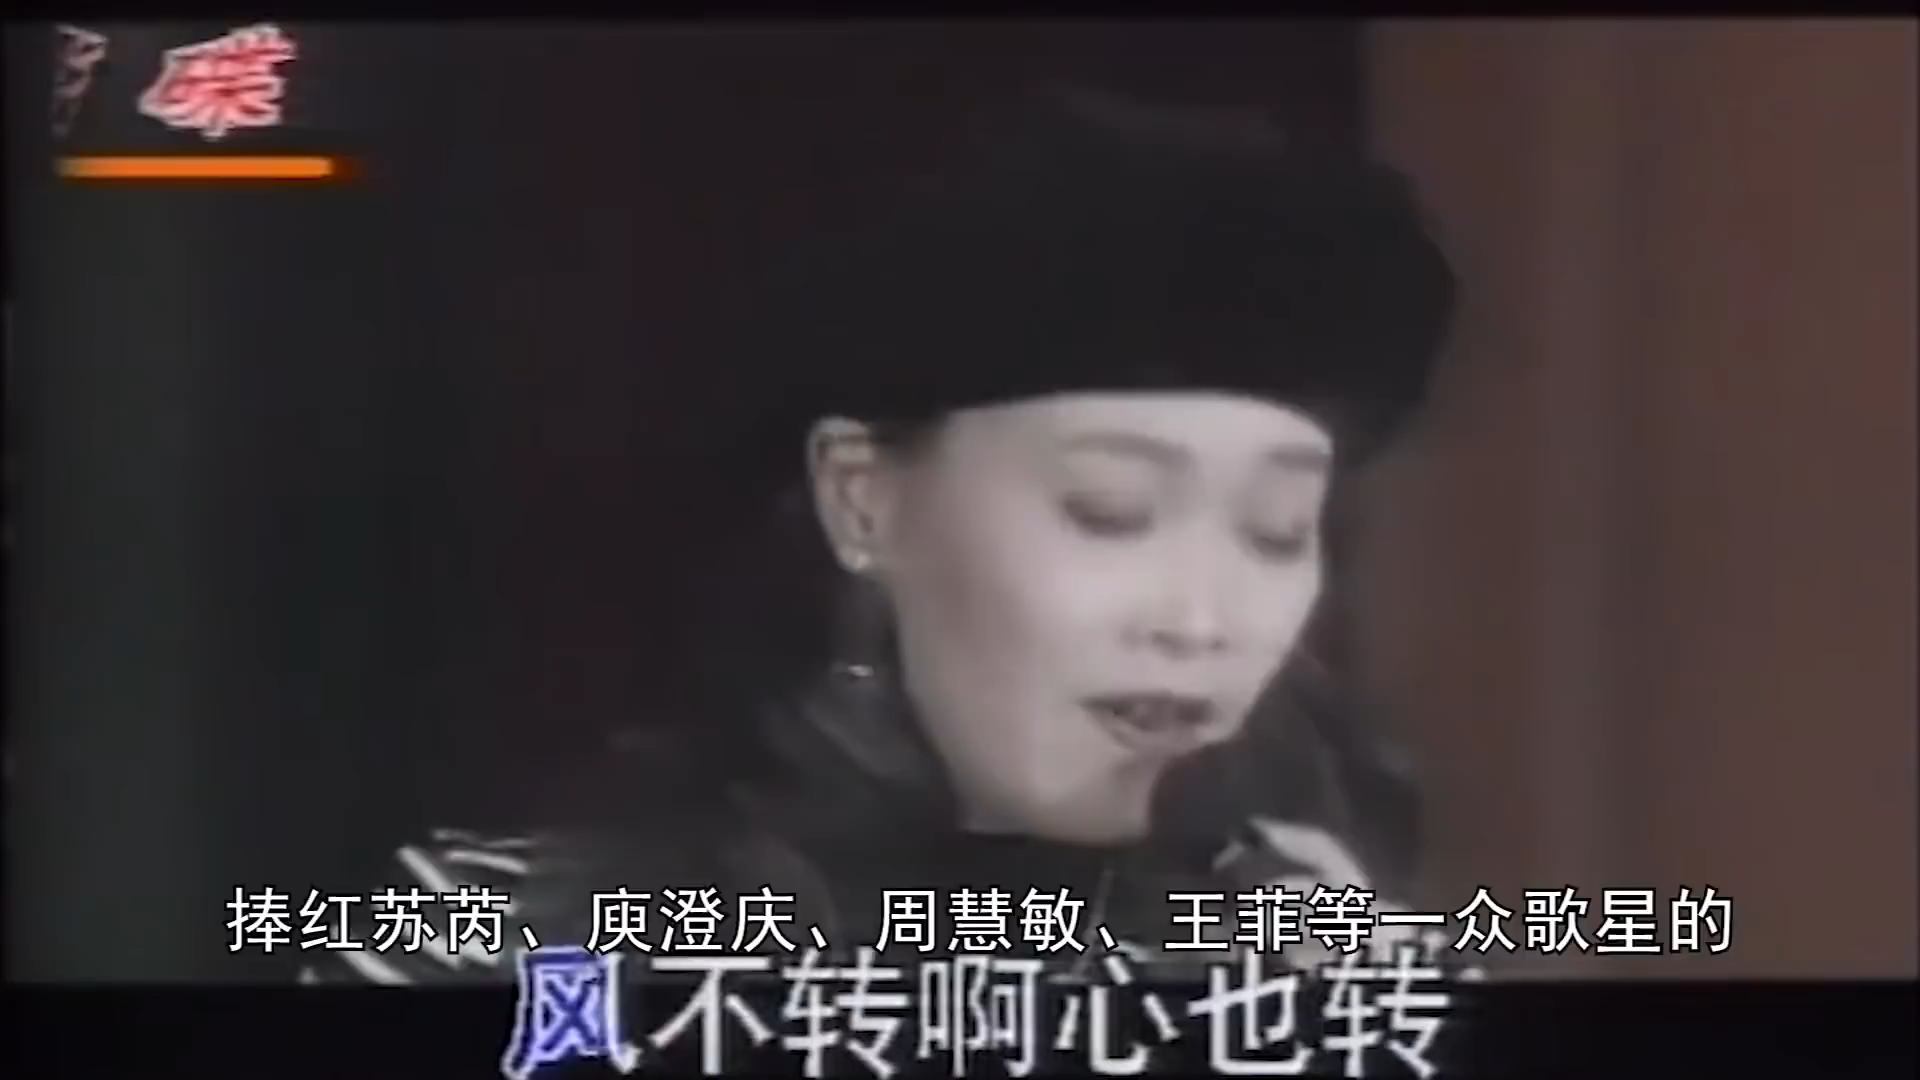 碟
捧红苏芮、庾澄庆、周慧敏、王菲等一众歌星的
风不转啊心也转